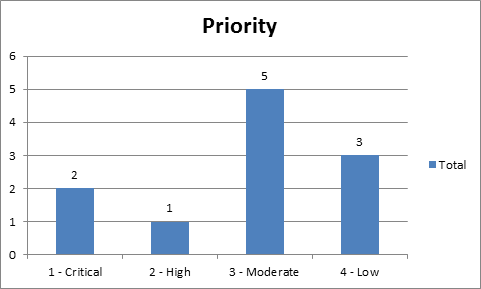 Priority
6
5
4
3
2
1
0
2
1
5
3
1 - Critical
2 - High
3 - Moderate
4 - Low
Total